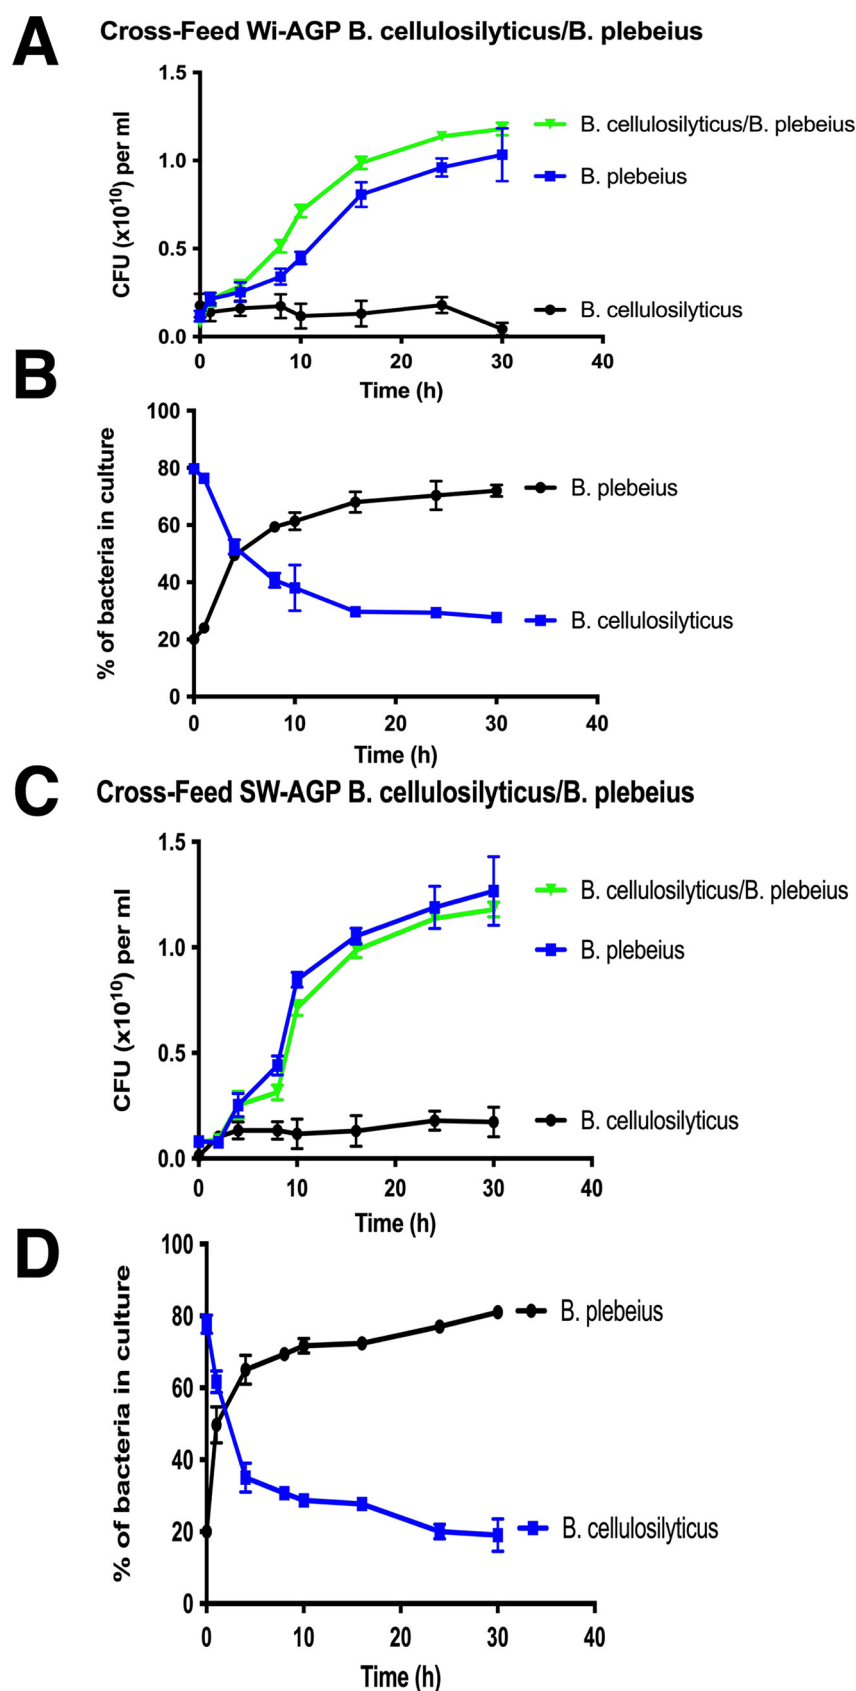 A
Cross-Feed Wi-AGP B. cellulosilyticus/B. plebeius
CFU (x10¹⁰) per ml
1.5
1.0
0.5
0.0
0 10 20 30 40
Time (h)
B. cellulosilyticus/B. plebeius
B. plebeius
B. cellulosilyticus
B
% of bacteria in culture
100
80
60
40
20
0
0 10 20 30 40
Time (h)
B. plebeius
B. cellulosilyticus
C
Cross-Feed SW-AGP B. cellulosilyticus/B. plebeius
CFU (x10¹⁰) per ml
1.5
1.0
0.5
0.0
0 10 20 30 40
Time (h)
B. cellulosilyticus/B. plebeius
B. plebeius
B. cellulosilyticus
D
% of bacteria in culture
100
80
60
40
20
0
0 10 20 30 40
Time (h)
B. plebeius
B. cellulosilyticus